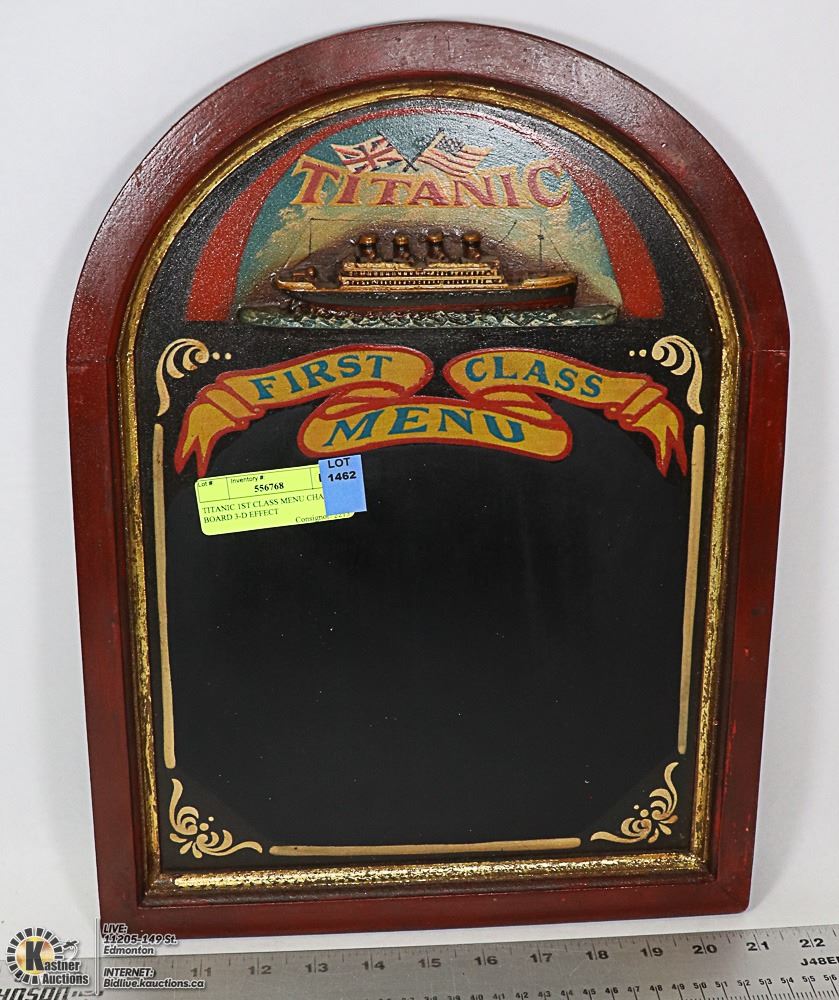 TITANIC
FIRST CLASS
MENU
Lot # Inventory #
556768
LOT
1462
TITANIC 1ST CLASS MENU
BOARD 3-D EFFECT
LIVE:
11205-149 St.
Edmonton
INTERNET:
Bidlive.kauctions.ca
K
Kastner
Auctions
11 12 13 14 15 16 17 18 19 20 21 22